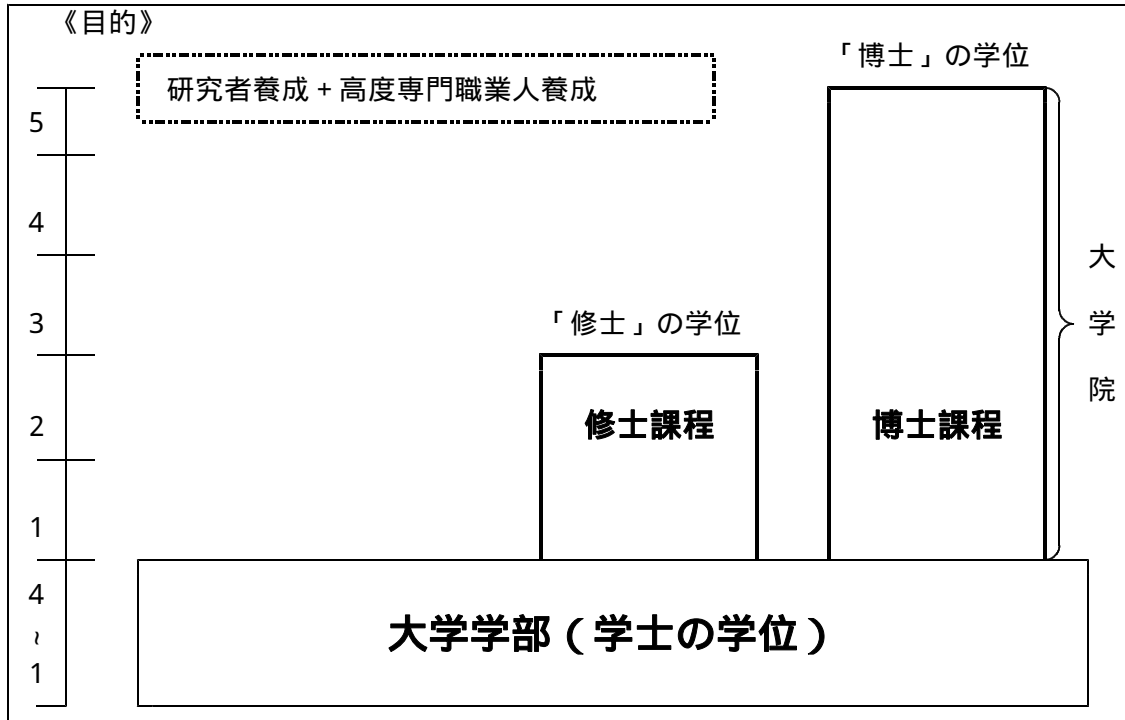 《目的》
「博士」の学位
研究者養成+高度専門職業人養成
5
4
大
学
院
3
「修士」の学位
2
修士課程
博士課程
1
4
~
1
大学学部(学士の学位)